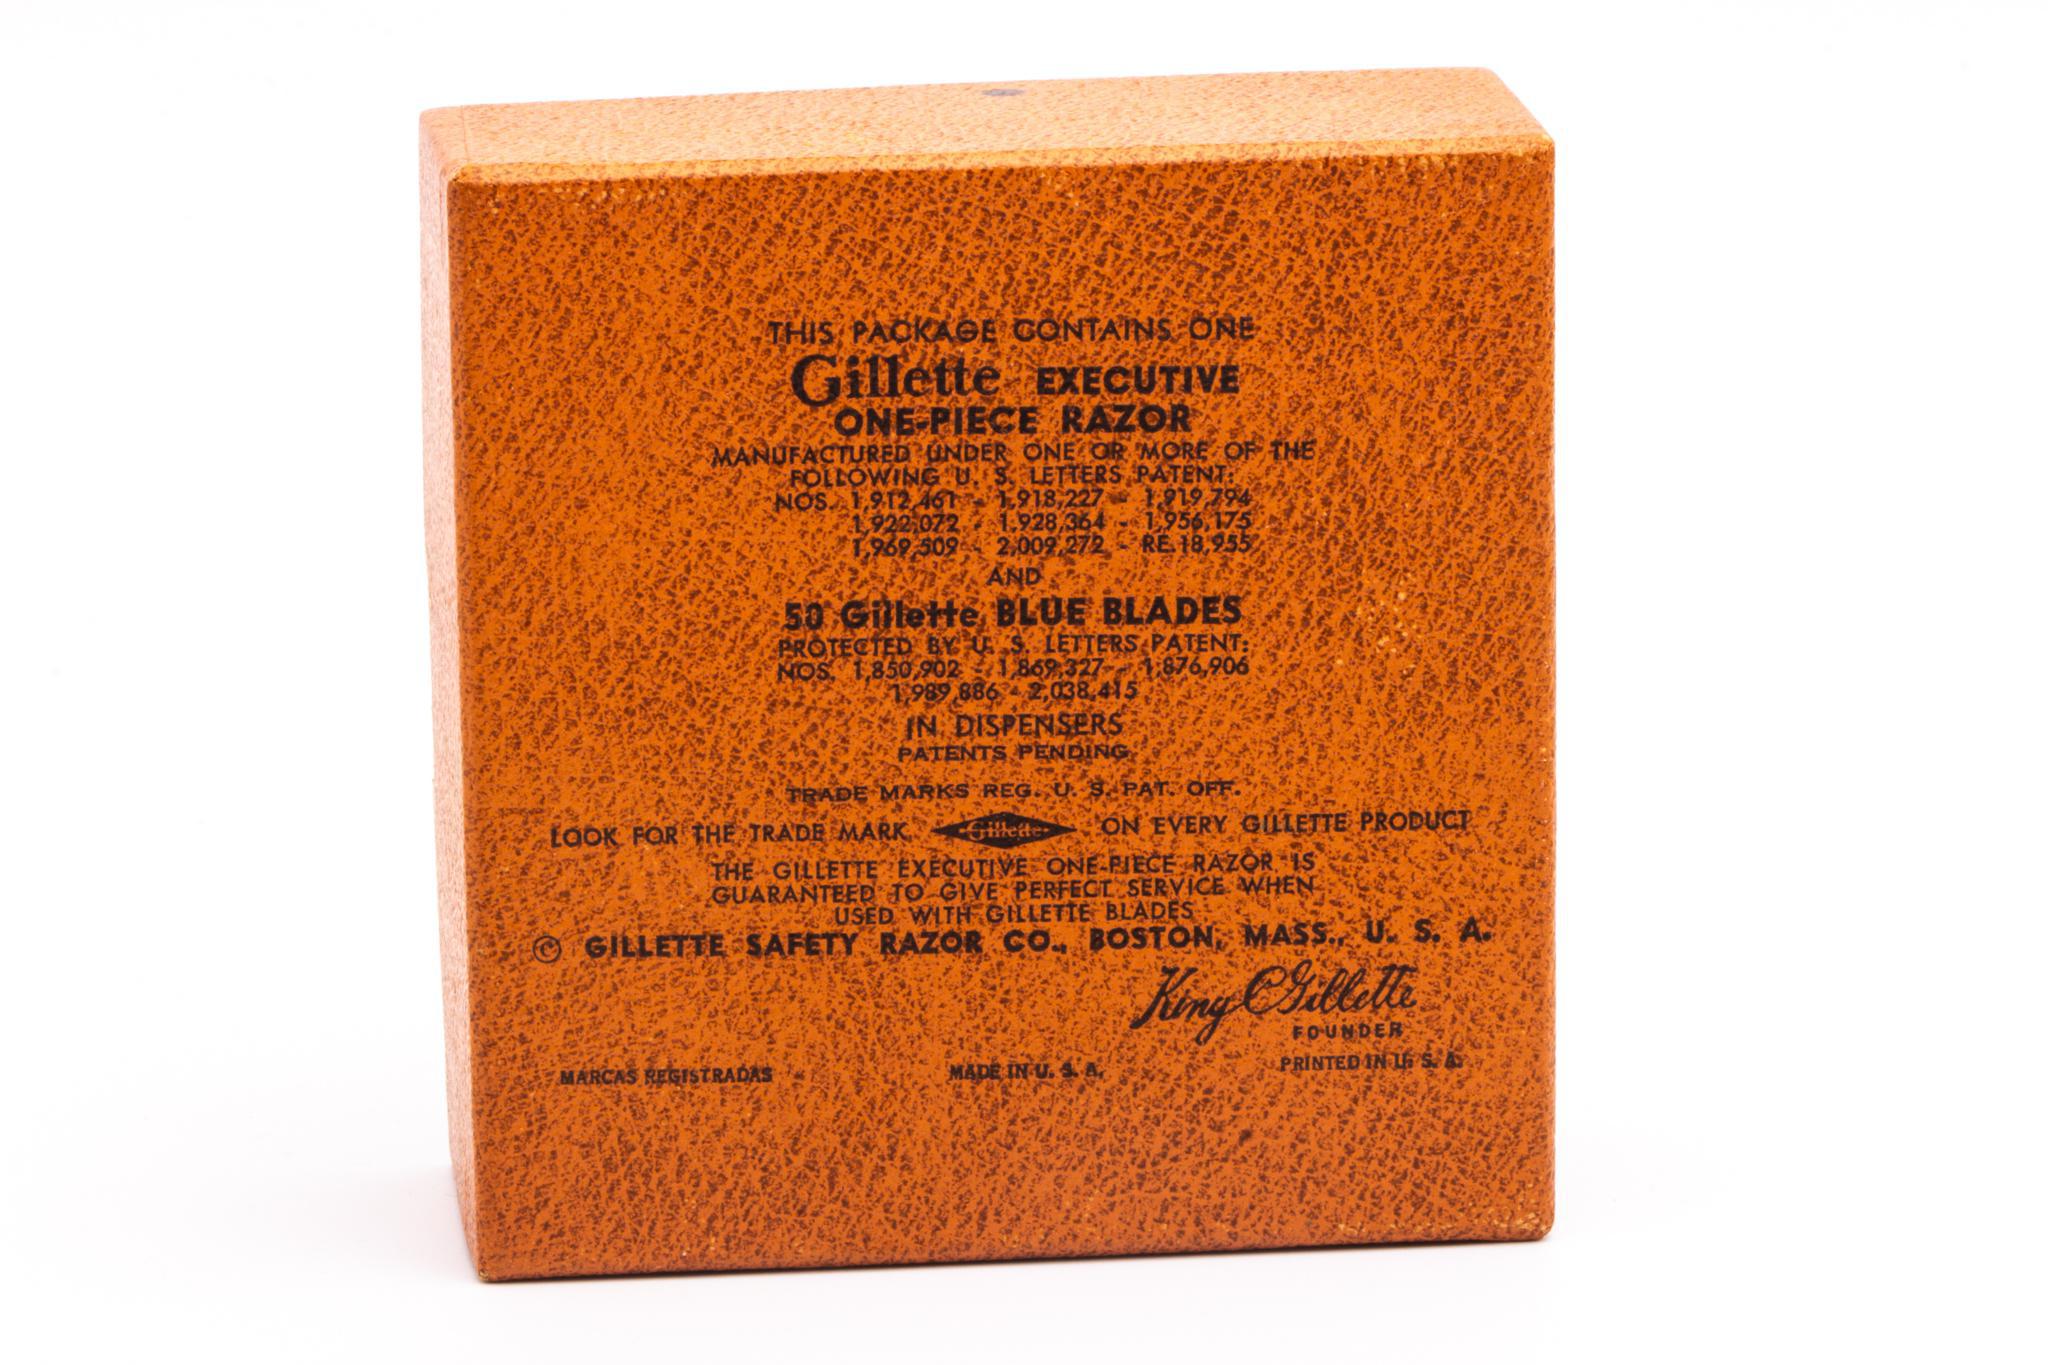 THIS PACKAGE CONTAINS ONE
Gillette EXECUTIVE
ONE-PIECE RAZOR
MANUFACTURED UNDER ONE OR MORE OF THE
FOLLOWING U. S. LETTERS PATENT:
NOS. 1,912,461 - 1,918,227 - 1,919,794
1,922,072 - 1,928,364 - 1,956,175
1,969,509 - 2,009,272 - RE.18,955
AND
50 Gillette BLUE BLADES
PROTECTED BY U. S. LETTERS PATENT:
NOS. 1,850,902 - 1,869,327 - 1,876,906
1,989,886 - 2,038,415
IN DISPENSERS
PATENTS PENDING
TRADE MARKS REG. U. S. PAT. OFF.
LOOK FOR THE TRADE MARK Gillette ON EVERY GILLETTE PRODUCT
THE GILLETTE EXECUTIVE ONE-PIECE RAZOR IS
GUARANTEED TO GIVE PERFECT SERVICE WHEN
USED WITH GILLETTE BLADES
© GILLETTE SAFETY RAZOR CO., BOSTON, MASS., U. S. A.
King C Gillette
FOUNDER
MARCAS REGISTRADAS MADE IN U. S. A. PRINTED IN U. S. A.